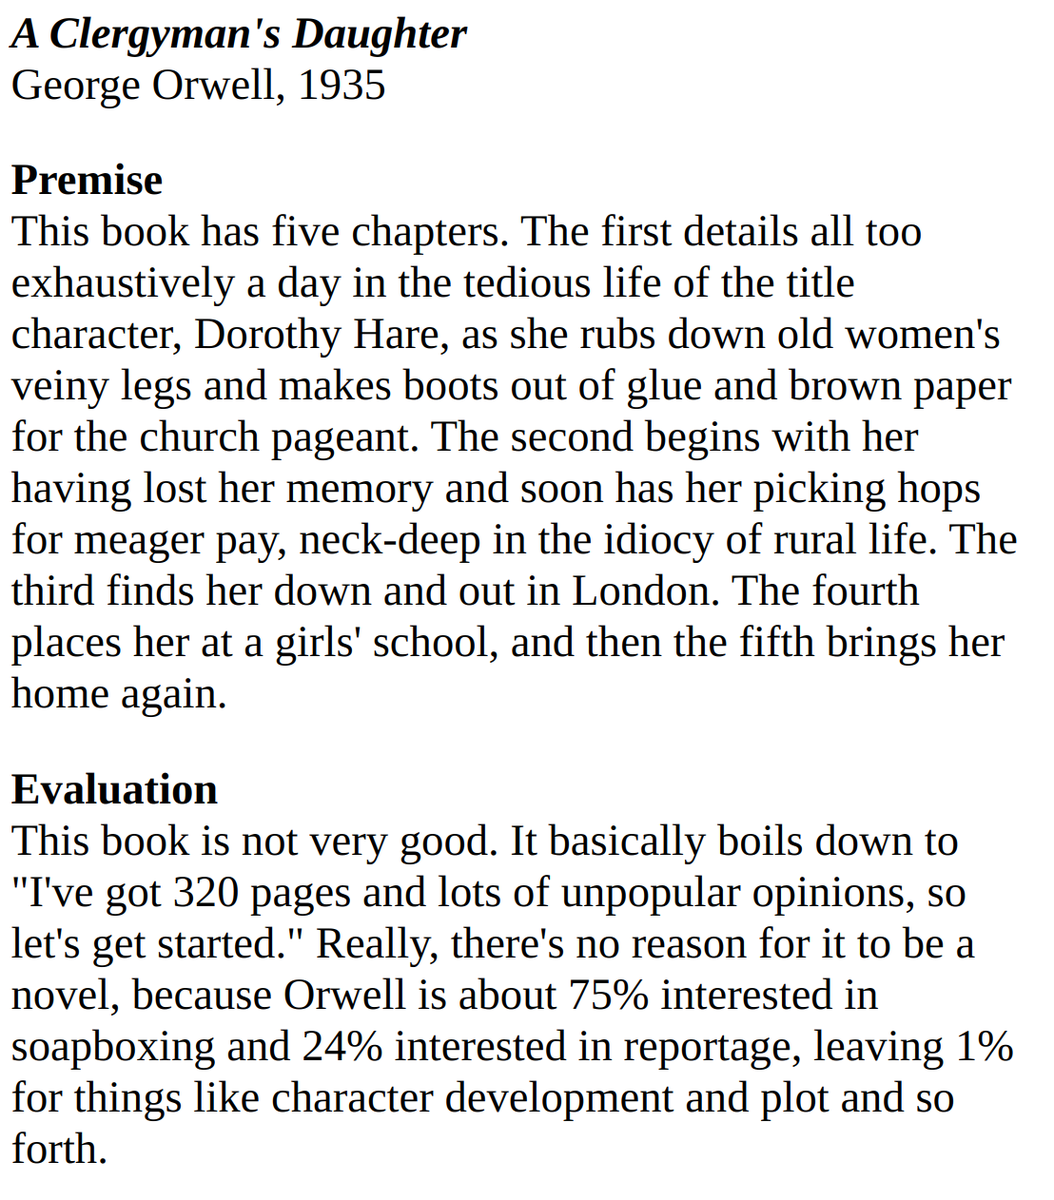 A Clergyman's Daughter
George Orwell, 1935
Premise
This book has five chapters. The first details all too
exhaustively a day in the tedious life of the title
character, Dorothy Hare, as she rubs down old women's
veiny legs and makes boots out of glue and brown paper
for the church pageant. The second begins with her
having lost her memory and soon has her picking hops
for meager pay, neck-deep in the idiocy of rural life. The
third finds her down and out in London. The fourth
places her at a girls' school, and then the fifth brings her
home again.
Evaluation
This book is not very good. It basically boils down to
"I've got 320 pages and lots of unpopular opinions, so
let's get started." Really, there's no reason for it to be a
novel, because Orwell is about 75% interested in
soapboxing and 24% interested in reportage, leaving 1%
for things like character development and plot and so
forth.